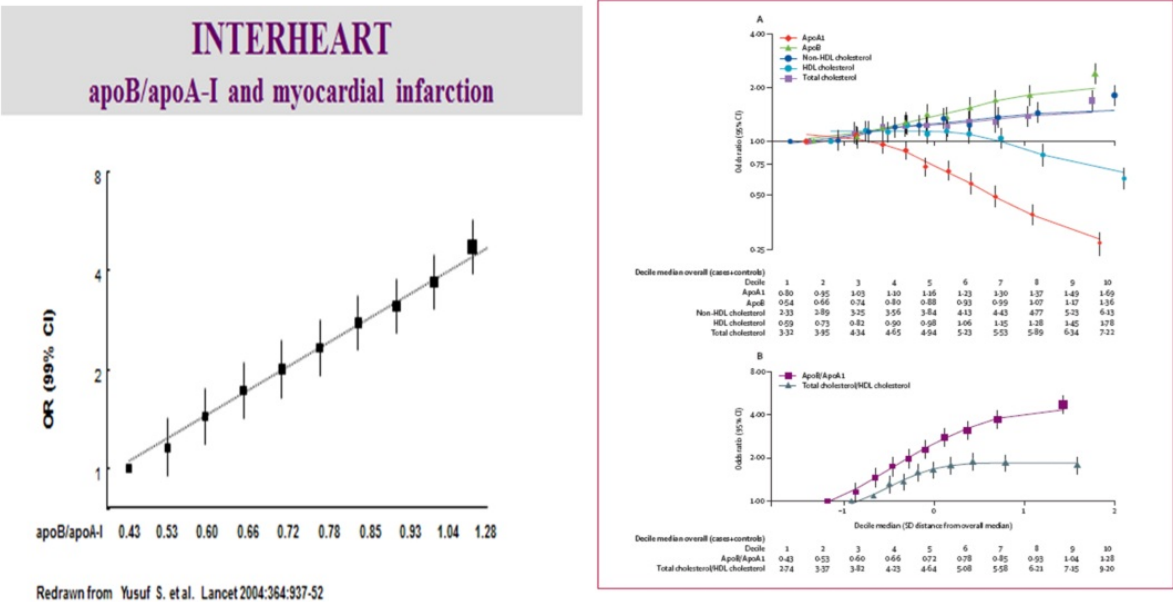 INTERHEART
apoB/apoA-I and myocardial infarction
8
4
2
1
OR (99% CI)
apoB/apoA-I 0.43 0.53 0.60 0.66 0.72 0.78 0.85 0.93 1.04 1.28
Redrawn from Yusuf S. et al. Lancet 2004:364:937-52
A
4·00
2·00
1·00
0·75
0·50
0·25
Odds ratio (95% CI)
ApoA1
ApoB
Non-HDL cholesterol
HDL cholesterol
Total cholesterol
Decile median overall (cases+controls)
Decile 1 2 3 4 5 6 7 8 9 10
ApoA1 0·80 0·95 1·03 1·10 1·16 1·23 1·30 1·37 1·49 1·69
ApoB 0·54 0·66 0·74 0·80 0·88 0·93 0·99 1·07 1·17 1·36
Non-HDL cholesterol 2·33 2·89 3·25 3·56 3·84 4·13 4·43 4·77 5·23 6·13
HDL cholesterol 0·59 0·73 0·82 0·90 0·98 1·06 1·15 1·28 1·45 1·78
Total cholesterol 3·32 3·95 4·34 4·65 4·94 5·23 5·53 5·89 6·34 7·22
B
8·00
4·00
2·00
1·00
Odds ratio (95% CI)
ApoB/ApoA1
Total cholesterol/HDL cholesterol
−1 0 1 2
Decile median (SD distance from overall median)
Decile median overall (cases+controls)
Decile 1 2 3 4 5 6 7 8 9 10
ApoB/ApoA1 0·43 0·53 0·60 0·66 0·72 0·78 0·85 0·93 1·04 1·28
Total cholesterol/HDL cholesterol 2·74 3·37 3·82 4·23 4·64 5·08 5·58 6·21 7·15 9·20